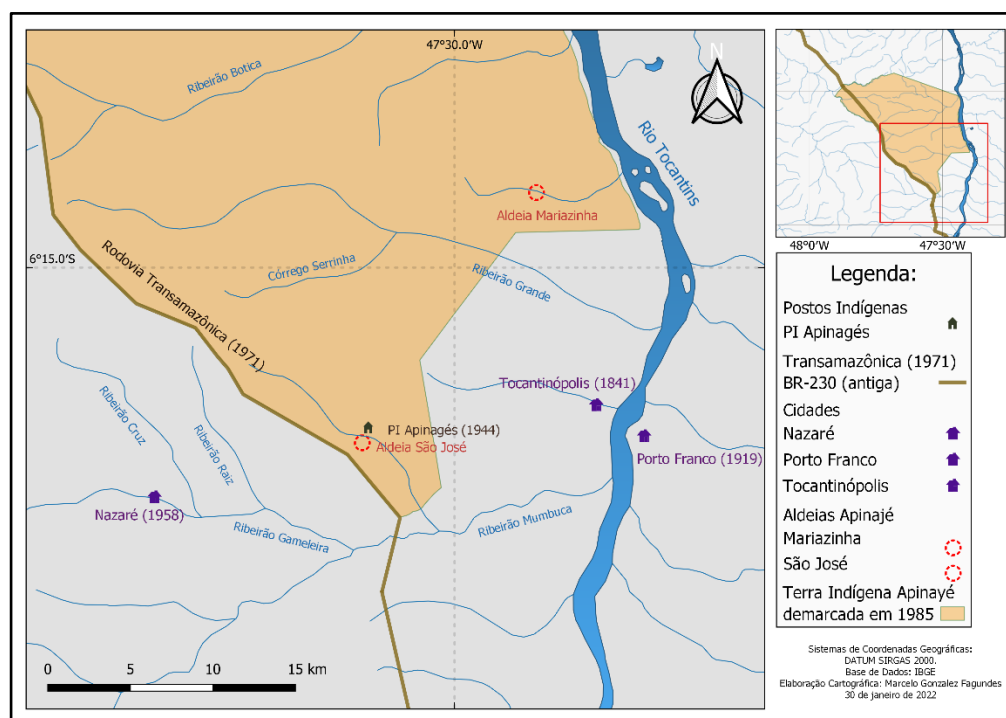 47°30.0'W
N
Ribeirão Botica
Rio Tocantins
Aldeia Mariazinha
6°15.0'S
Córrego Serrinha
Ribeirão Grande
Rodovia Transamazônica (1971)
Tocantinópolis (1841)
Ribeirão Cruz
Ribeirão Raiz
PI Apinagés (1944)
Aldeia São José
Porto Franco (1919)
Nazaré (1958)
Ribeirão Gameleira
Ribeirão Mumbuca
0 5 10 15 km
48°0.0'W 47°30.0'W
Legenda:
Postos Indígenas
PI Apinagés
Transamazônica (1971)
BR-230 (antiga)
Cidades
Nazaré
Porto Franco
Tocantinópolis
Aldeias Apinajé
Mariazinha
São José
Terra Indígena Apinayé
demarcada em 1985
Sistemas de Coordenadas Geográficas:
DATUM SIRGAS 2000.
Base de Dados: IBGE
Elaboração Cartográfica: Marcelo Gonzalez Fagundes
30 de janeiro de 2022